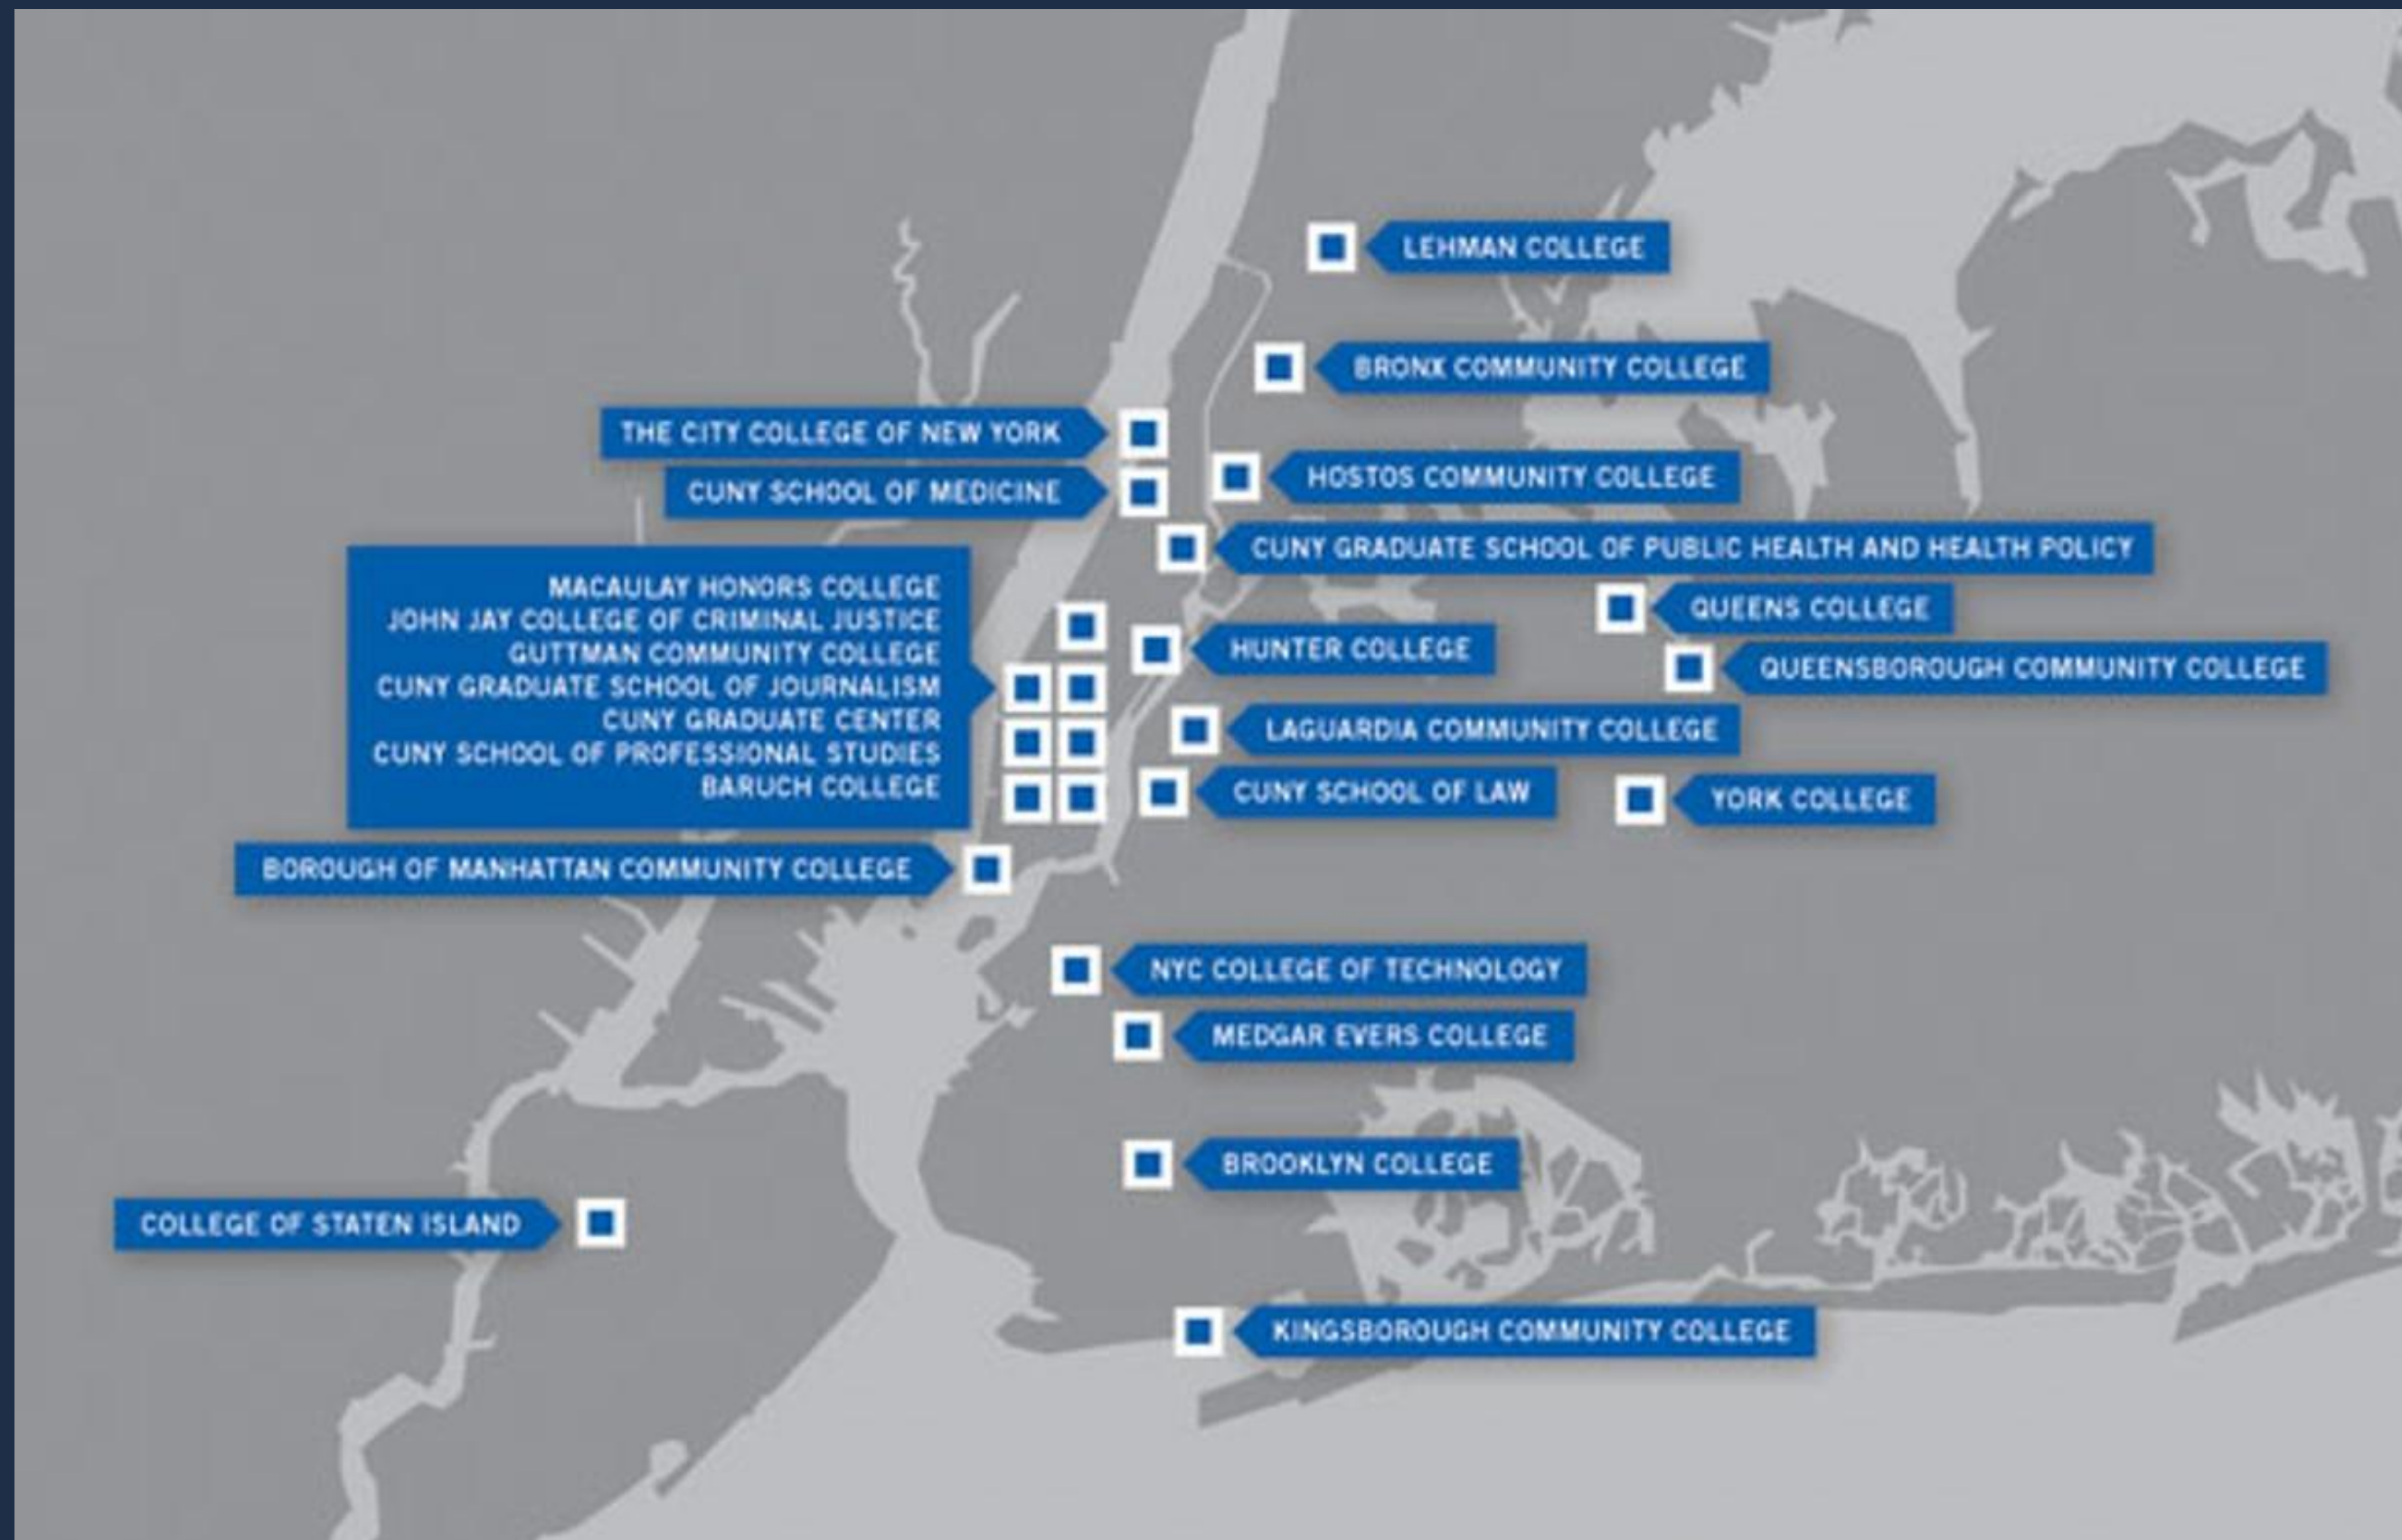 LEHMAN COLLEGE
BRONX COMMUNITY COLLEGE
THE CITY COLLEGE OF NEW YORK
HOSTOS COMMUNITY COLLEGE
CUNY SCHOOL OF MEDICINE
CUNY GRADUATE SCHOOL OF PUBLIC HEALTH AND HEALTH POLICY
MACAULAY HONORS COLLEGE
JOHN JAY COLLEGE OF CRIMINAL JUSTICE
GUTTMAN COMMUNITY COLLEGE
CUNY GRADUATE SCHOOL OF JOURNALISM
CUNY GRADUATE CENTER
CUNY SCHOOL OF PROFESSIONAL STUDIES
BARUCH COLLEGE
QUEENS COLLEGE
HUNTER COLLEGE
QUEENSBOROUGH COMMUNITY COLLEGE
LAGUARDIA COMMUNITY COLLEGE
CUNY SCHOOL OF LAW
YORK COLLEGE
BOROUGH OF MANHATTAN COMMUNITY COLLEGE
NYC COLLEGE OF TECHNOLOGY
MEDGAR EVERS COLLEGE
BROOKLYN COLLEGE
COLLEGE OF STATEN ISLAND
KINGSBOROUGH COMMUNITY COLLEGE